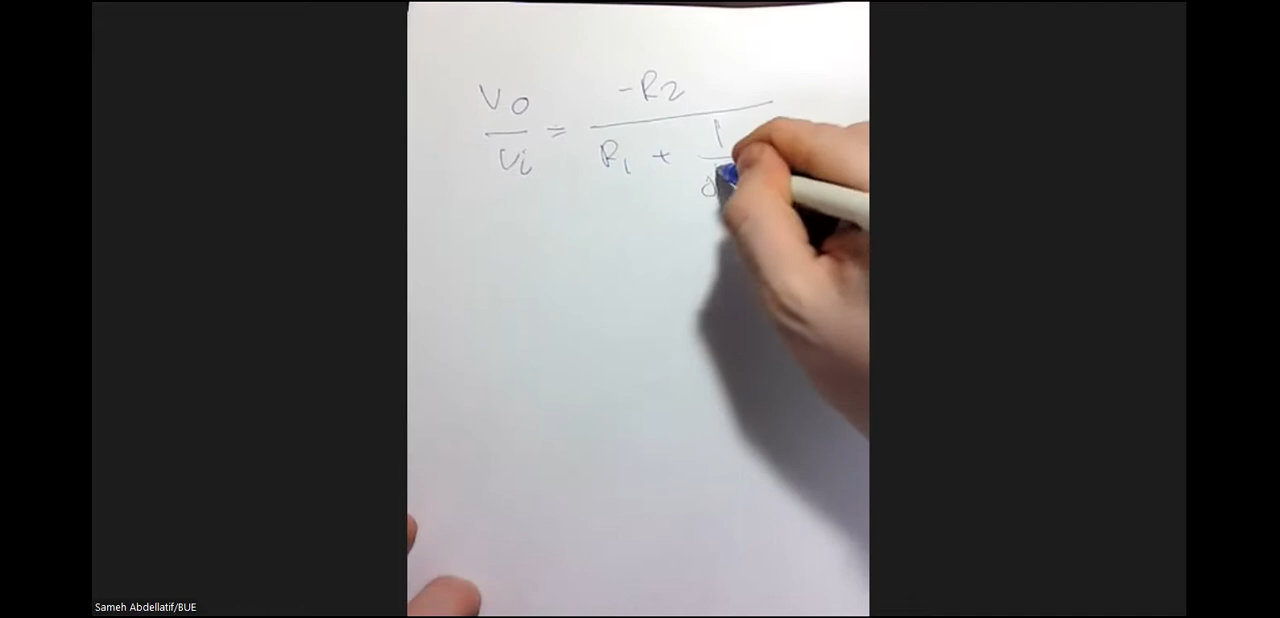 Vo / Vi = -R2 / (R1 + 1 / j
Sameh Abdellatif/BUE